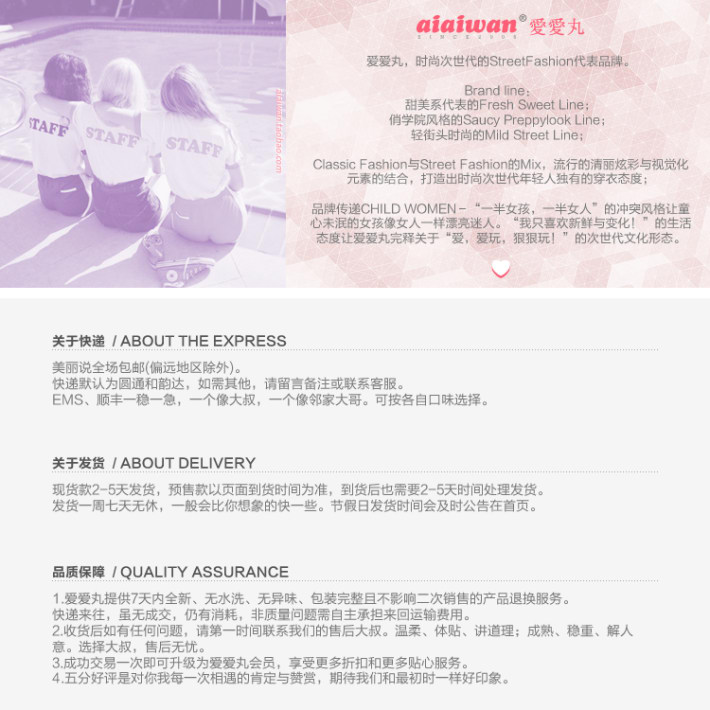 STAFF
STAFF
STAFF
aiaiwan.taobao.com
aiaiwan® 愛愛丸
SINCE2008
爱爱丸，时尚次世代的StreetFashion代表品牌。
Brand line：
甜美系代表的Fresh Sweet Line；
俏学院风格的Saucy Preppylook Line；
轻街头时尚的Mild Street Line；
Classic Fashion与Street Fashion的Mix，流行的清丽炫彩与视觉化
元素的结合，打造出时尚次世代年轻人独有的穿衣态度；
品牌传递CHILD WOMEN－“一半女孩，一半女人”的冲突风格让童
心未泯的女孩像女人一样漂亮迷人。“我只喜欢新鲜与变化！”的生活
态度让爱爱丸完释关于“爱，爱玩，狠狠玩！”的次世代文化形态。
关于快递 / ABOUT THE EXPRESS
美丽说全场包邮(偏远地区除外)。
快递默认为圆通和韵达，如需其他，请留言备注或联系客服。
EMS、顺丰一稳一急，一个像大叔，一个像邻家大哥。可按各自口味选择。
关于发货 / ABOUT DELIVERY
现货款2-5天发货，预售款以页面到货时间为准，到货后也需要2-5天时间处理发货。
发货一周七天无休，一般会比你想象的快一些。节假日发货时间会及时公告在首页。
品质保障 / QUALITY ASSURANCE
1.爱爱丸提供7天内全新、无水洗、无异味、包装完整且不影响二次销售的产品退换服务。
快递来往，虽无成交，仍有消耗，非质量问题需自主承担来回运输费用。
2.收货后如有任何问题，请第一时间联系我们的售后大叔。温柔、体贴、讲道理；成熟、稳重、解人
意。选择大叔，售后无忧。
3.成功交易一次即可升级为爱爱丸会员，享受更多折扣和更多贴心服务。
4.五分好评是对你我每一次相遇的肯定与赞赏，期待我们和最初时一样好印象。